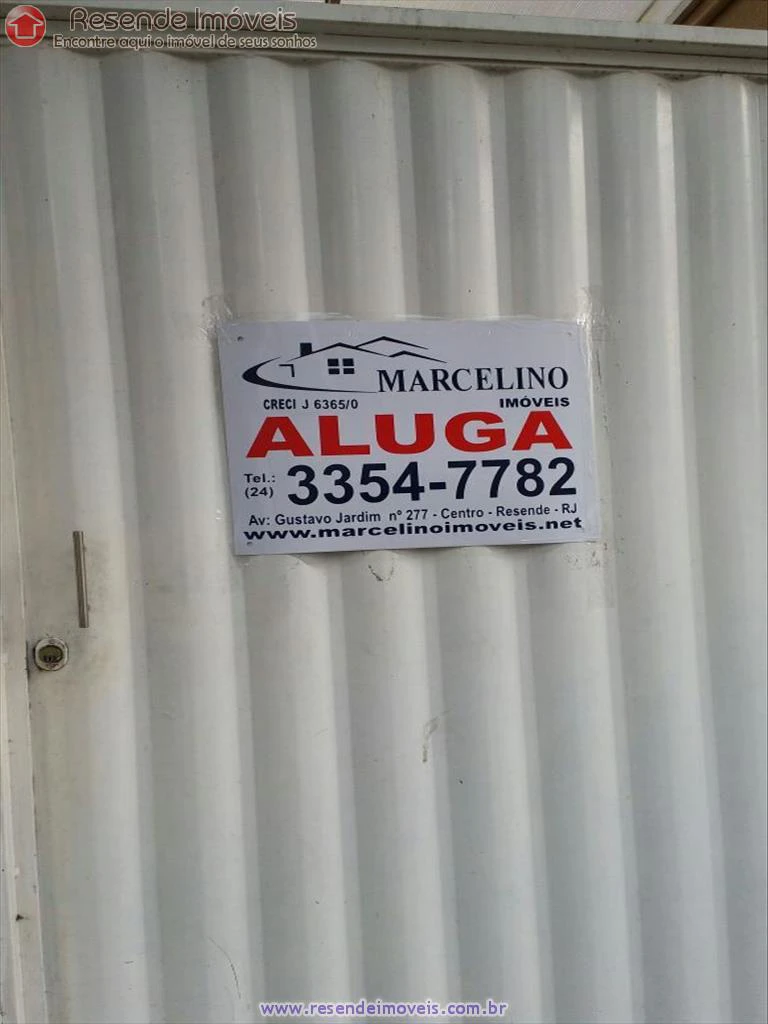 Resende Imóveis
Encontre aqui o imóvel de seus sonhos
MARCELINO
CRECI J 6365/0 IMÓVEIS
ALUGA
Tel.: (24) 3354-7782
Av: Gustavo Jardim nº 277 - Centro - Resende - RJ
www.marcelinoimoveis.net
www.resendeimoveis.com.br